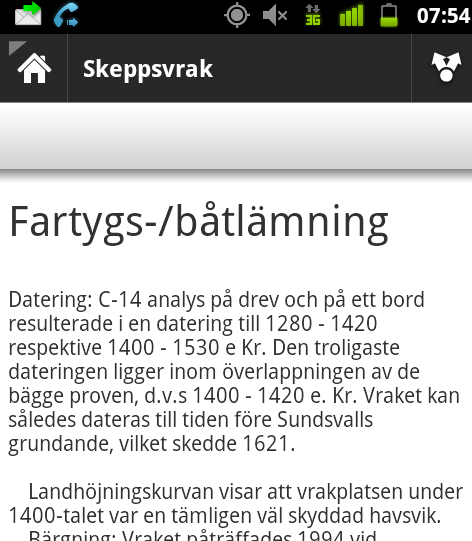 3G
07:54
Skeppsvrak
Fartygs-/båtlämning
Datering: C-14 analys på drev och på ett bord
resulterade i en datering till 1280 - 1420
respektive 1400 - 1530 e Kr. Den troligaste
dateringen ligger inom överlappningen av de
bägge proven, d.v.s 1400 - 1420 e. Kr. Vraket kan
således dateras till tiden före Sundsvalls
grundande, vilket skedde 1621.
Landhöjningskurvan visar att vrakplatsen under
1400-talet var en tämligen väl skyddad havsvik.
Bärgning: Vraket påträffades 1994 vid